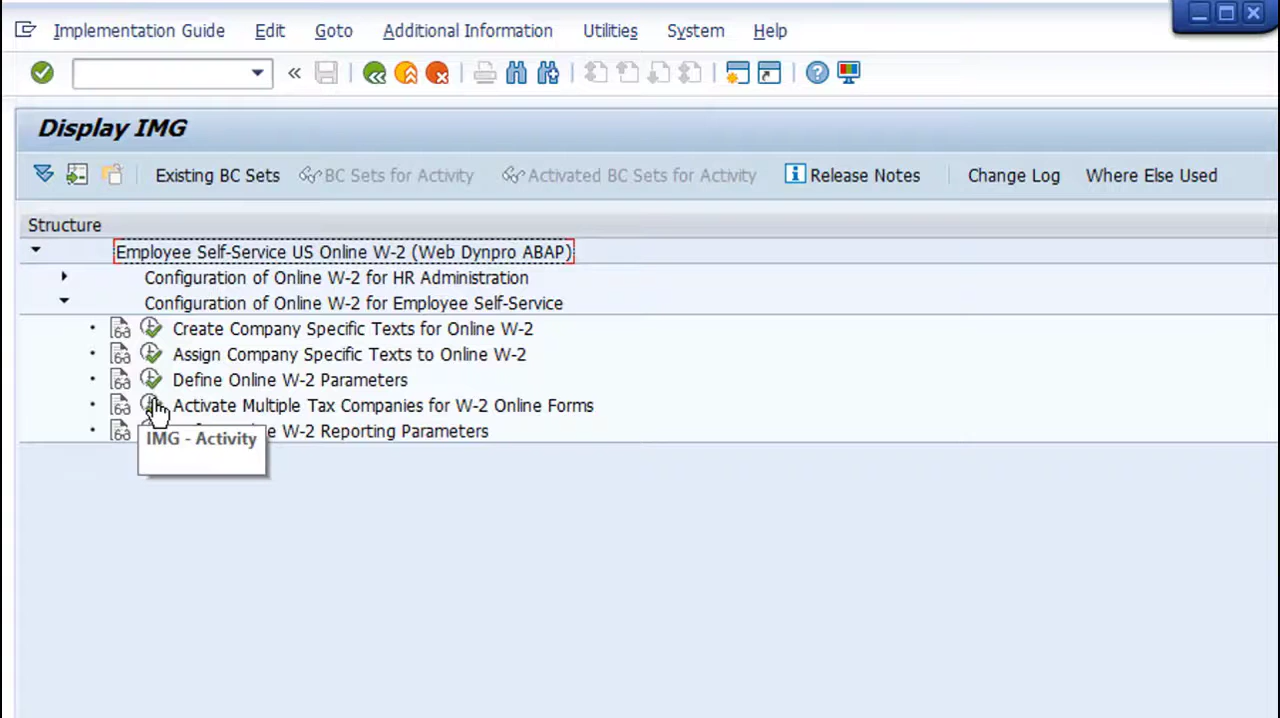 Implementation Guide Edit Goto Additional Information Utilities System Help
Display IMG
Existing BC Sets BC Sets for Activity Activated BC Sets for Activity Release Notes Change Log Where Else Used
Structure
Employee Self-Service US Online W-2 (Web Dynpro ABAP)
Configuration of Online W-2 for HR Administration
Configuration of Online W-2 for Employee Self-Service
Create Company Specific Texts for Online W-2
Assign Company Specific Texts to Online W-2
Define Online W-2 Parameters
Activate Multiple Tax Companies for W-2 Online Forms
W-2 Reporting Parameters
IMG - Activity